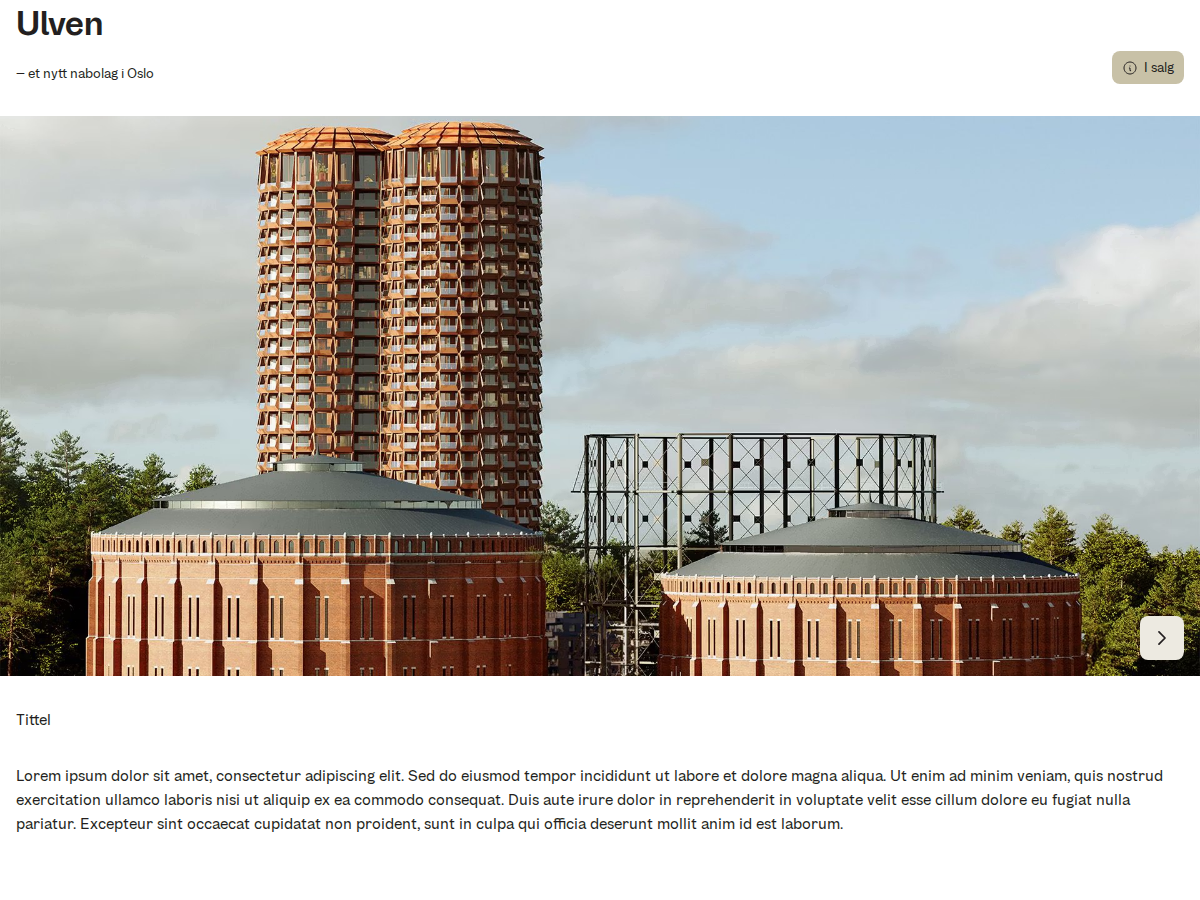 Ulven
– et nytt nabolag i Oslo
I salg
Tittel
Lorem ipsum dolor sit amet, consectetur adipiscing elit. Sed do eiusmod tempor incididunt ut labore et dolore magna aliqua. Ut enim ad minim veniam, quis nostrud
exercitation ullamco laboris nisi ut aliquip ex ea commodo consequat. Duis aute irure dolor in reprehenderit in voluptate velit esse cillum dolore eu fugiat nulla
pariatur. Excepteur sint occaecat cupidatat non proident, sunt in culpa qui officia deserunt mollit anim id est laborum.